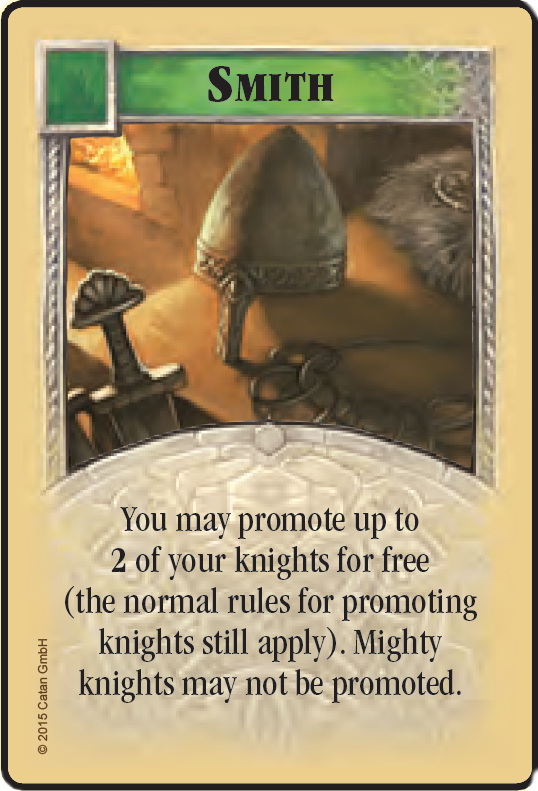 SMITH
You may promote up to
2 of your knights for free
(the normal rules for promoting
knights still apply). Mighty
knights may not be promoted.
© 2015 Catan GmbH